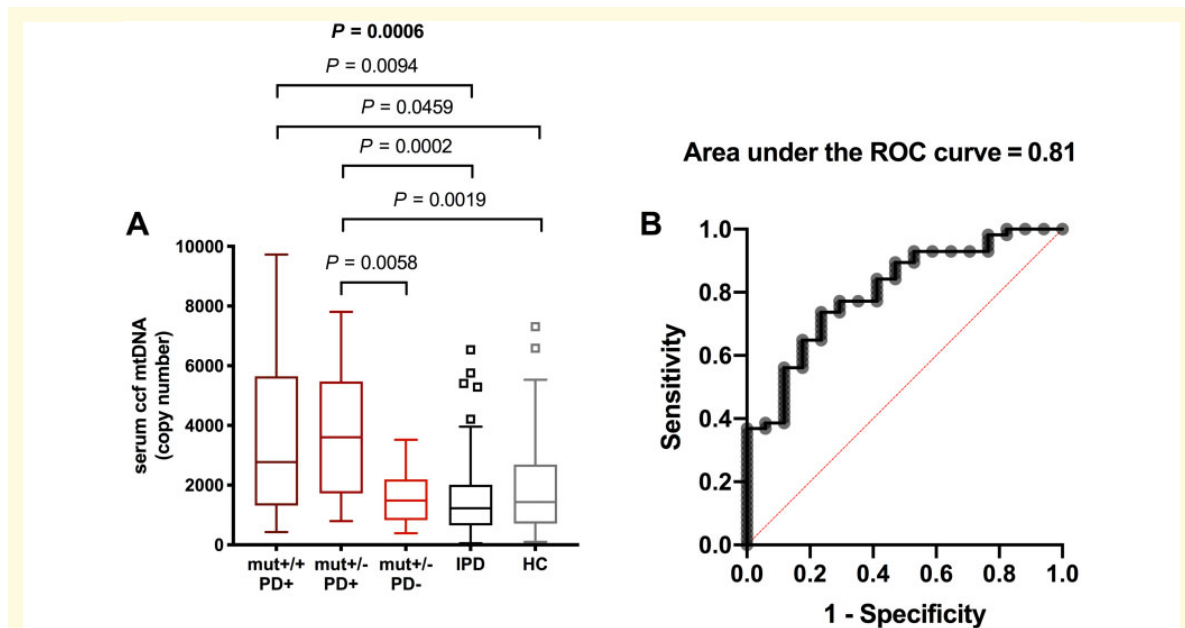 P = 0.0006
P = 0.0094
P = 0.0459
P = 0.0002
P = 0.0019
A
P = 0.0058
serum ccf mtDNA
(copy number)
10000
8000
6000
4000
2000
0
mut+/+
PD+
mut+/-
PD+
mut+/-
PD-
IPD
HC
Area under the ROC curve = 0.81
B
Sensitivity
1.0
0.8
0.6
0.4
0.2
0.0
0.0 0.2 0.4 0.6 0.8 1.0
1 - Specificity